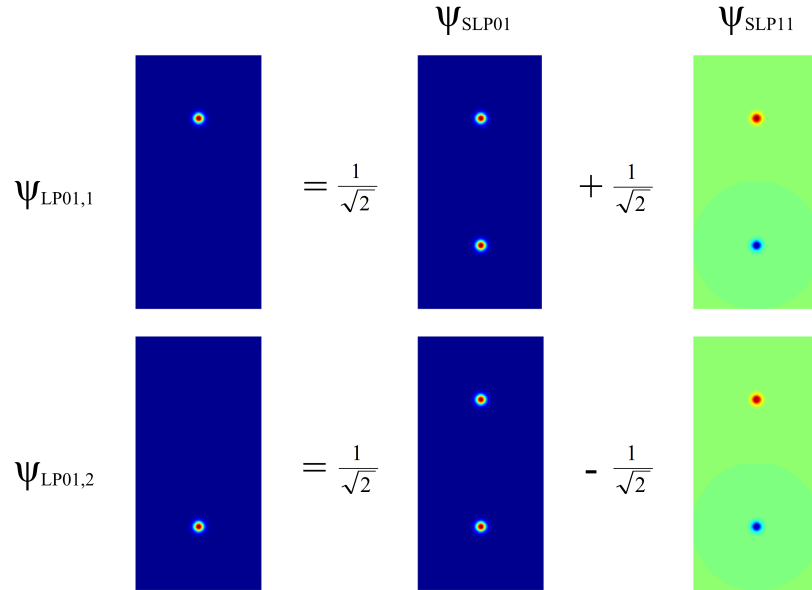 ψSLP01 ψSLP11
ψLP01,1 = 1/√2 + 1/√2
ψLP01,2 = 1/√2 - 1/√2